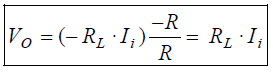 V_O = (−R_L · I_i) −R/R = R_L · I_i